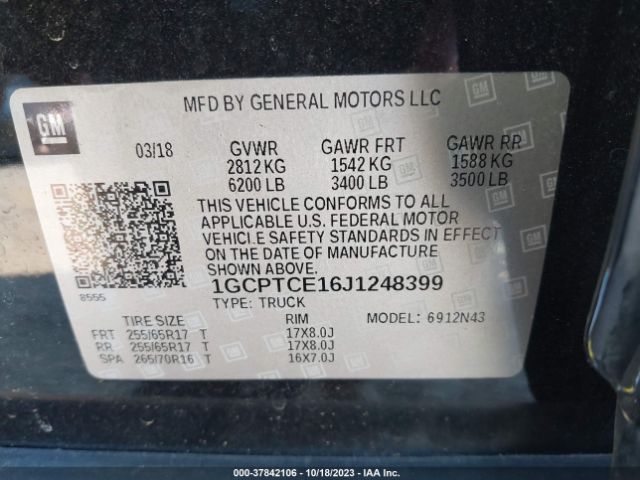 GM
MFD BY GENERAL MOTORS LLC
03/18 GVWR GAWR FRT GAWR RR
2812 KG 1542 KG 1588 KG
6200 LB 3400 LB 3500 LB
THIS VEHICLE CONFORMS TO ALL
APPLICABLE U.S. FEDERAL MOTOR
VEHICLE SAFETY STANDARDS IN EFFECT
ON THE DATE OF MANUFACTURE
SHOWN ABOVE.
8555 1GCPTCE16J1248399
TYPE: TRUCK
TIRE SIZE RIM MODEL: 6912N43
FRT 255/65R17 T 17X8.0J
RR 255/65R17 T 17X8.0J
SPA 265/70R16 T 16X7.0J
000-37842106 - 10/18/2023 - IAA Inc.